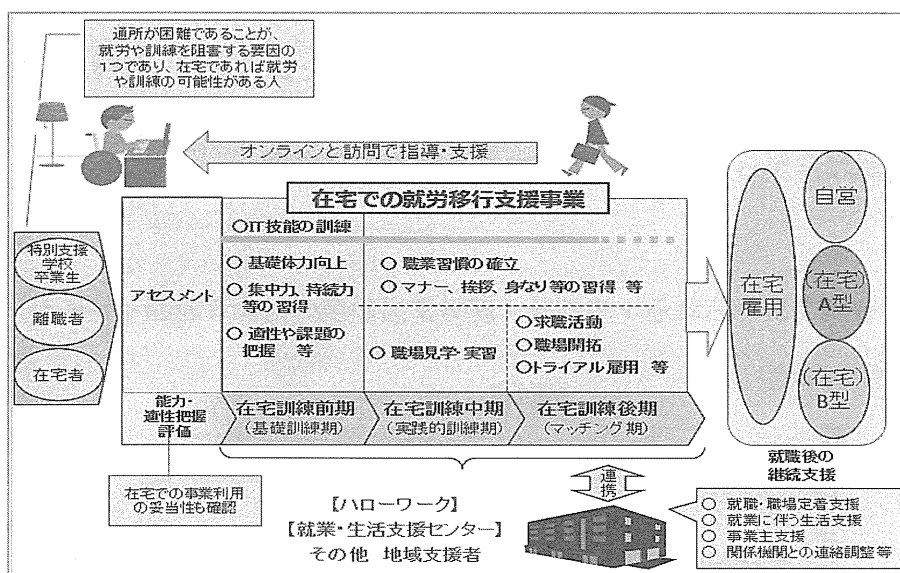 通所が困難であることが、
就労や訓練を阻害する要因の
1つであり、在宅であれば就労
や訓練の可能性がある人
オンラインと訪問で指導・支援
在宅での就労移行支援事業
特別支援
学校
卒業生
離職者
在宅者
アセスメント
○IT技能の訓練
○ 基礎体力向上
○ 集中力、持続力
等の習得
○ 適性や課題の
把握 等
○ 職業習慣の確立
○ マナー、挨拶、身なり等の習得 等
○ 職場見学・実習
○ 求職活動
○ 職場開拓
○トライアル雇用 等
能力・
適性把握
評価
在宅訓練前期
(基礎訓練期)
在宅訓練中期
(実践的訓練期)
在宅訓練後期
(マッチング期)
在宅
雇用
自営
(在宅)
A型
(在宅)
B型
就職後の
継続支援
在宅での事業利用
の妥当性も確認
【ハローワーク】
【就業・生活支援センター】
その他 地域支援者
連携
○ 就職・職場定着支援
○ 就業に伴う生活支援
○ 事業主支援
○ 関係機関との連絡調整等